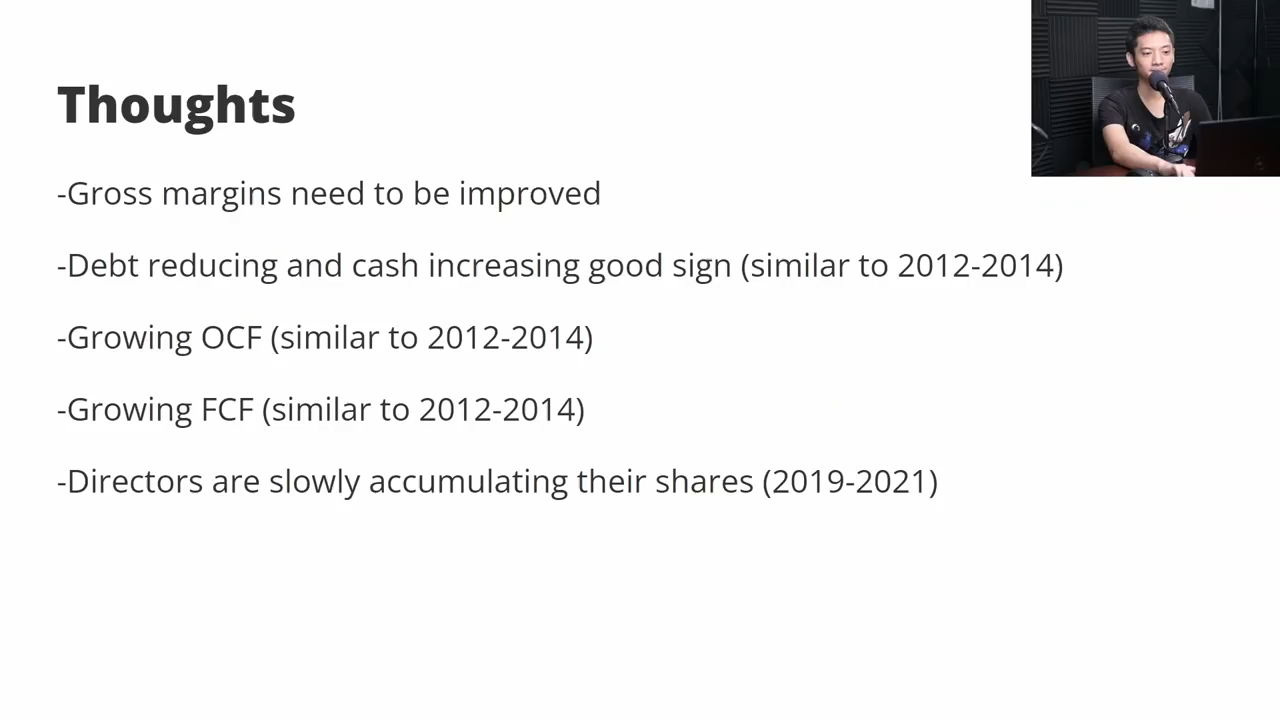 Thoughts
-Gross margins need to be improved
-Debt reducing and cash increasing good sign (similar to 2012-2014)
-Growing OCF (similar to 2012-2014)
-Growing FCF (similar to 2012-2014)
-Directors are slowly accumulating their shares (2019-2021)